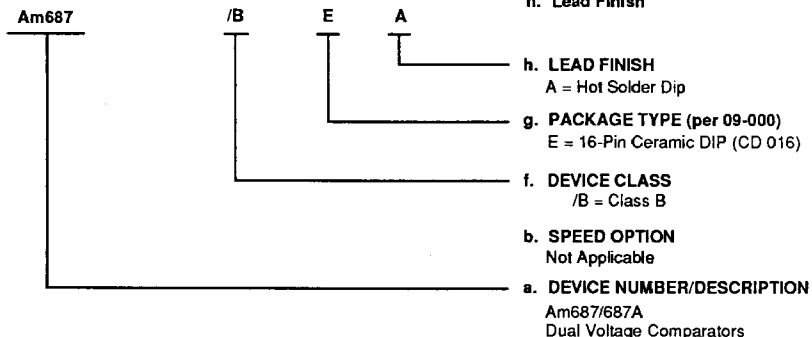 h. Lead Finish
Am687 /B E A
h. LEAD FINISH
A = Hot Solder Dip
g. PACKAGE TYPE (per 09-000)
E = 16-Pin Ceramic DIP (CD 016)
f. DEVICE CLASS
/B = Class B
b. SPEED OPTION
Not Applicable
a. DEVICE NUMBER/DESCRIPTION
Am687/687A
Dual Voltage Comparators